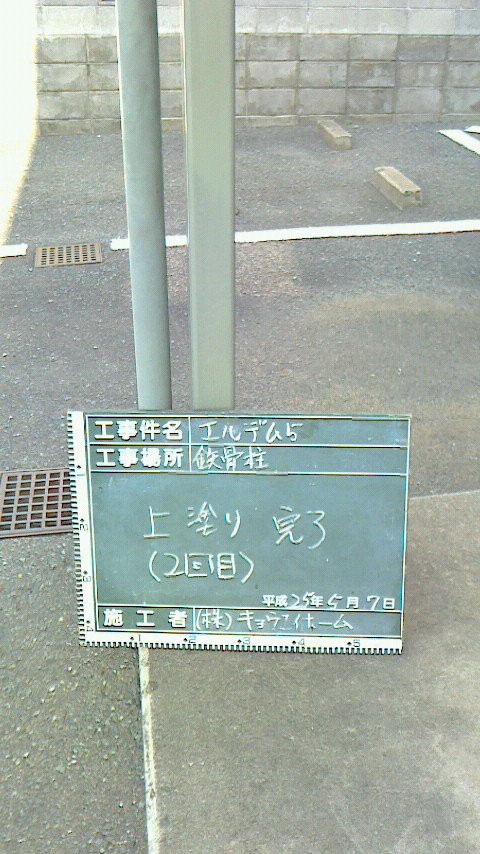 工事件名 エルデム5
工事場所 鉄骨柱
上塗り 完了
(2回目)
平成25年5月7日
施工者 (株)キョウエイホーム